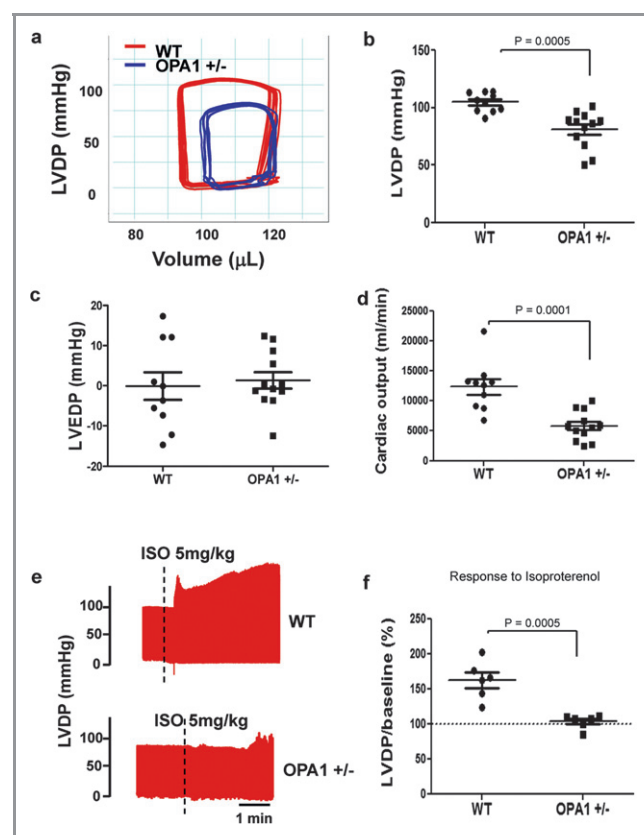 a
WT
OPA1 +/-
LVDP (mmHg)
100
50
0
80
100
120
Volume (µL)
b
P = 0.0005
LVDP (mmHg)
150
100
50
0
WT
OPA1 +/-
c
LVEDP (mmHg)
20
10
0
-10
-20
WT
OPA1 +/-
d
P = 0.0001
Cardiac output (ml/min)
25000
20000
15000
10000
5000
0
WT
OPA1 +/-
e
ISO 5mg/kg
100
50
0
WT
LVDP (mmHg)
ISO 5mg/kg
100
50
0
OPA1 +/-
1 min
f
Response to Isoproterenol
P = 0.0005
LVDP/baseline (%)
250
200
150
100
50
0
WT
OPA1 +/-